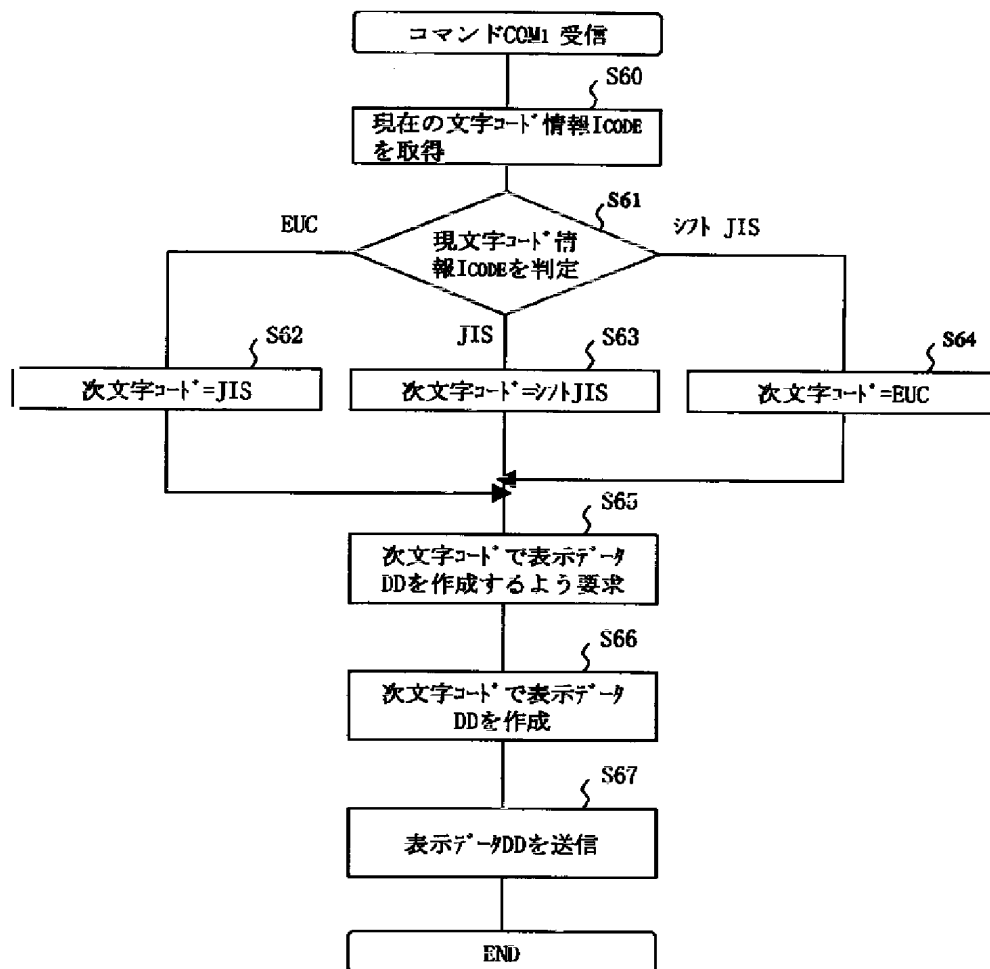 コマンドCOM1 受信
S60
現在の文字ｺｰﾄﾞ情報ICODE
を取得
S61
EUC
ｼﾌﾄ JIS
現文字ｺｰﾄﾞ情
報ICODEを判定
JIS
S62
S63
S64
次文字ｺｰﾄﾞ=JIS
次文字ｺｰﾄﾞ=ｼﾌﾄJIS
次文字ｺｰﾄﾞ=EUC
S65
次文字ｺｰﾄﾞで表示ﾃﾞｰﾀ
DDを作成するよう要求
S66
次文字ｺｰﾄﾞで表示ﾃﾞｰﾀ
DDを作成
S67
表示ﾃﾞｰﾀDDを送信
END